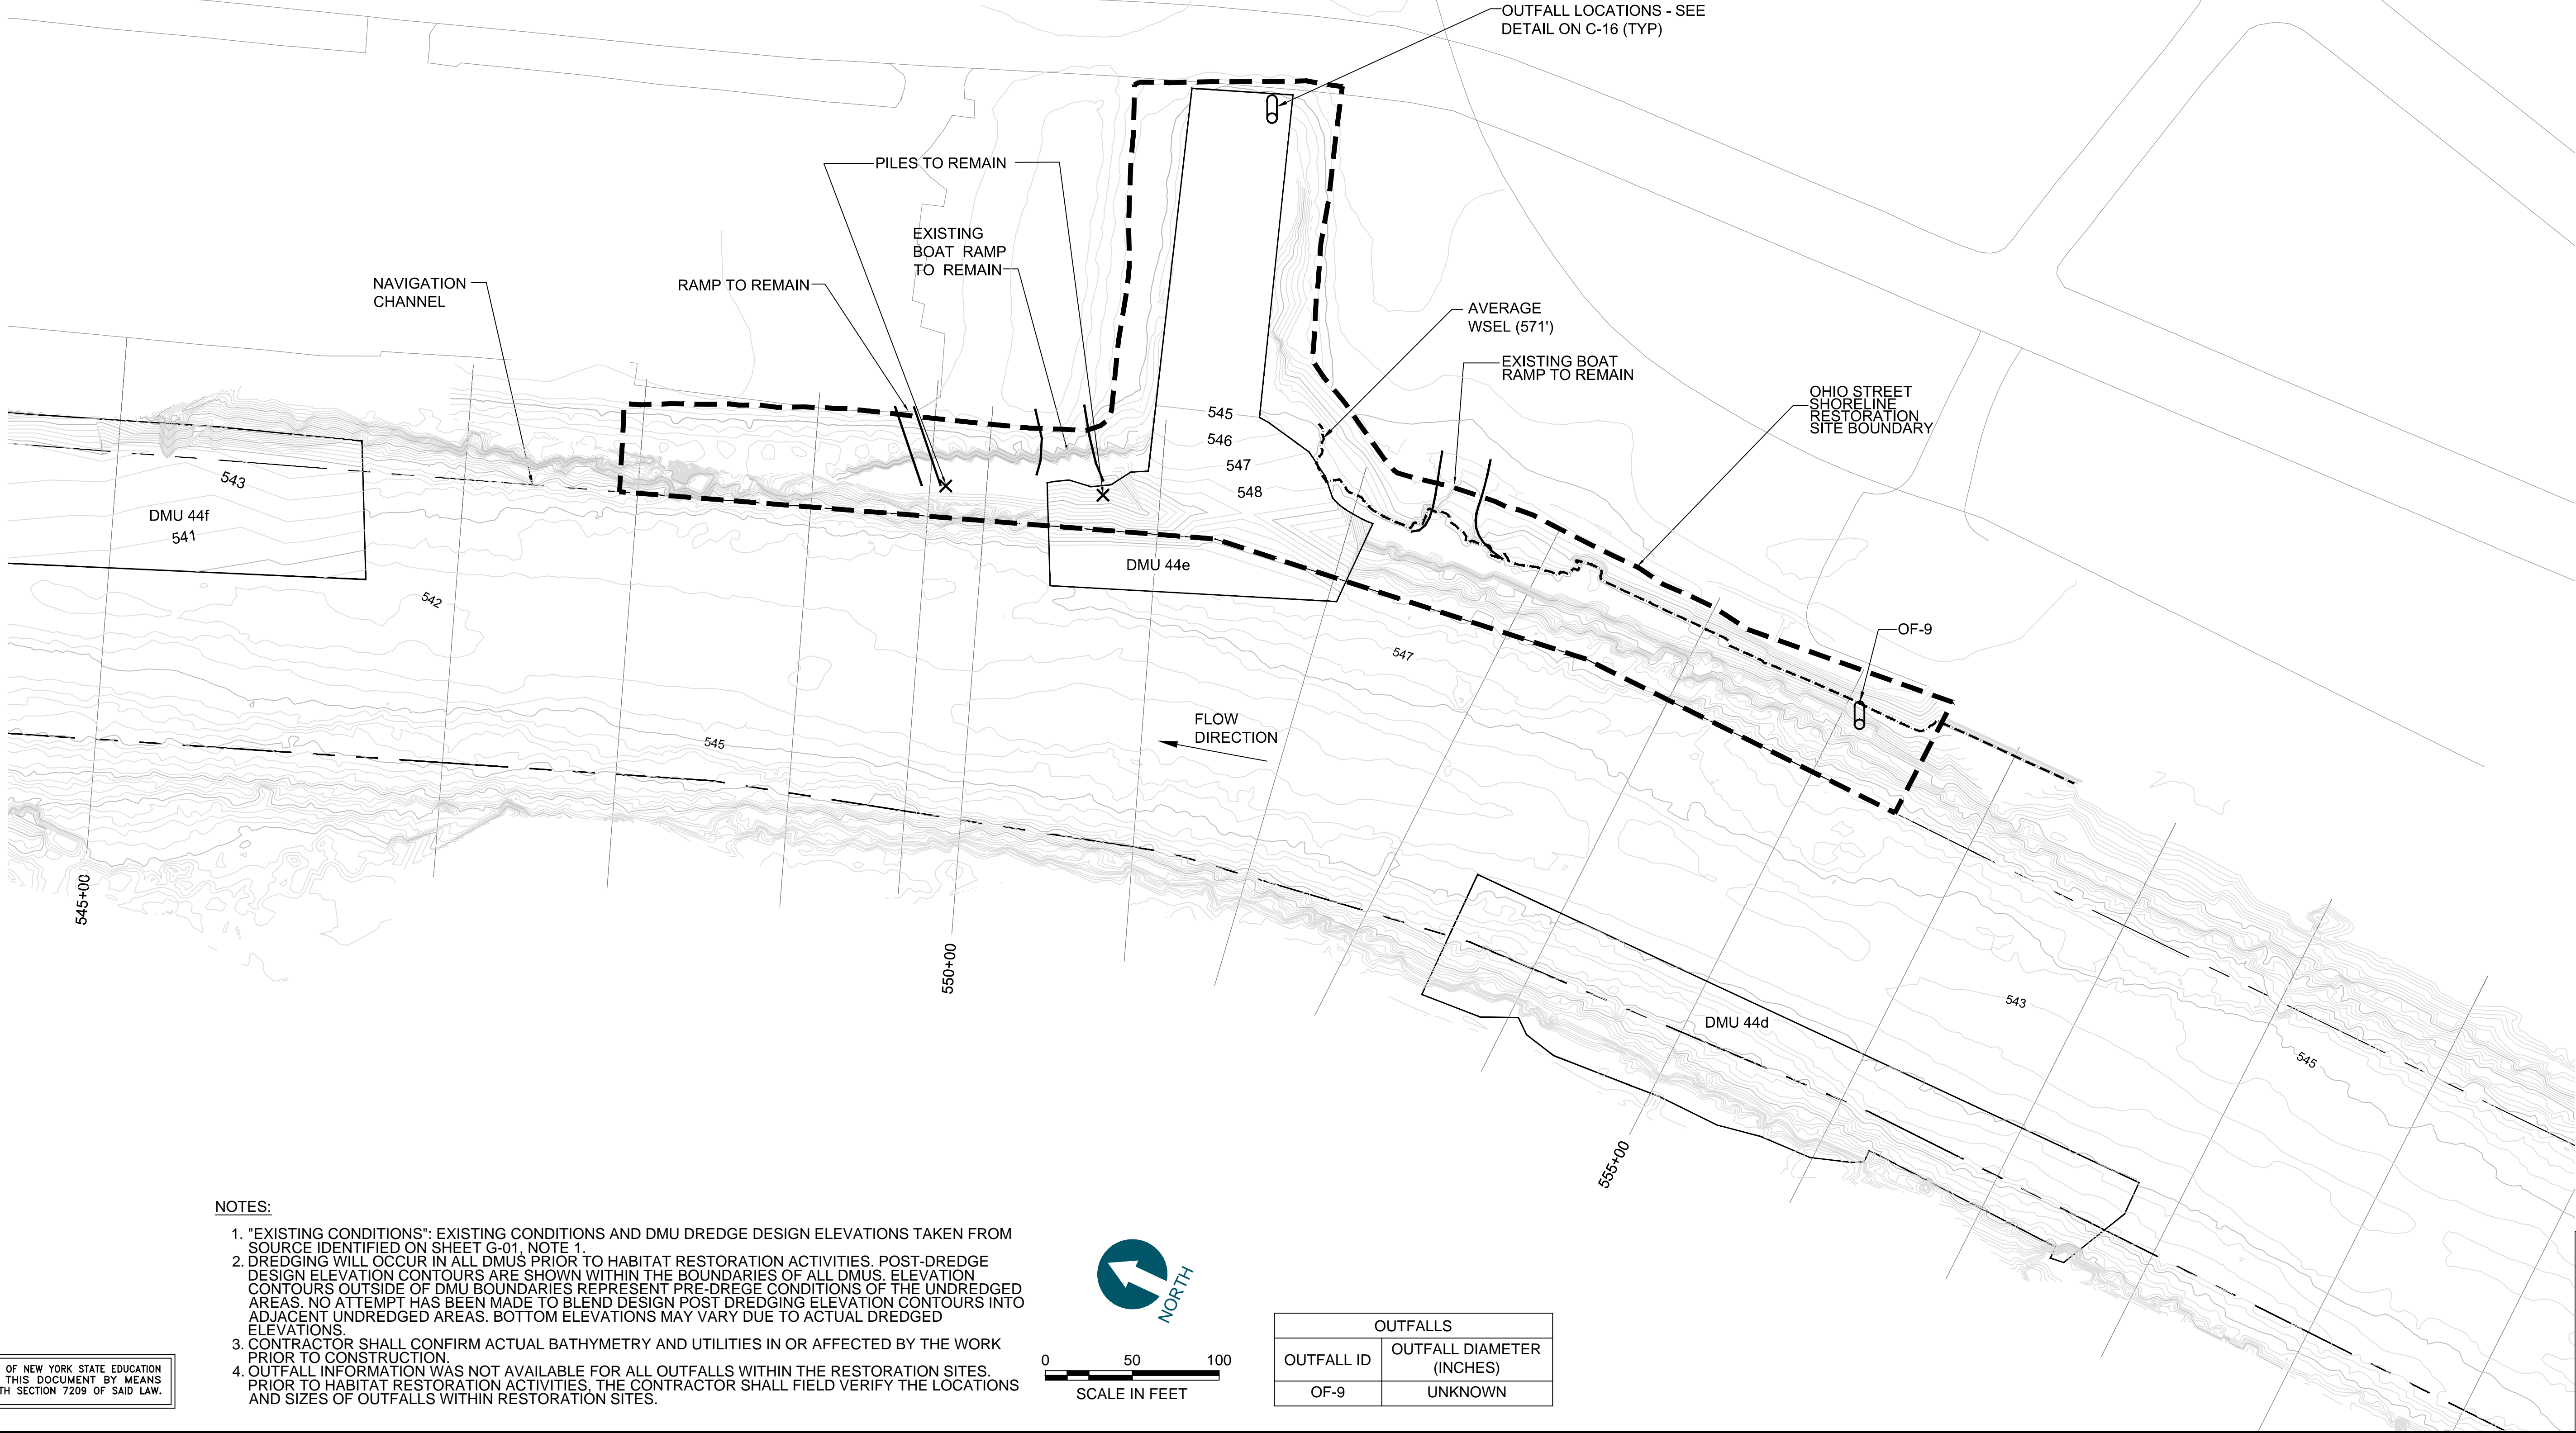 OUTFALL LOCATIONS - SEE
DETAIL ON C-16 (TYP)
PILES TO REMAIN
EXISTING
BOAT RAMP
TO REMAIN
NAVIGATION
CHANNEL
RAMP TO REMAIN
AVERAGE
WSEL (571')
EXISTING BOAT
RAMP TO REMAIN
OHIO STREET
SHORELINE
RESTORATION
SITE BOUNDARY
545
546
547
548
543
DMU 44f
541
DMU 44e
542
547
OF-9
FLOW
DIRECTION
545
545+00
550+00
543
DMU 44d
545
555+00
NOTES:
1. "EXISTING CONDITIONS": EXISTING CONDITIONS AND DMU DREDGE DESIGN ELEVATIONS TAKEN FROM
SOURCE IDENTIFIED ON SHEET G-01, NOTE 1.
2. DREDGING WILL OCCUR IN ALL DMUS PRIOR TO HABITAT RESTORATION ACTIVITIES. POST-DREDGE
DESIGN ELEVATION CONTOURS ARE SHOWN WITHIN THE BOUNDARIES OF ALL DMUS. ELEVATION
CONTOURS OUTSIDE OF DMU BOUNDARIES REPRESENT PRE-DREGE CONDITIONS OF THE UNDREDGED
AREAS. NO ATTEMPT HAS BEEN MADE TO BLEND DESIGN POST DREDGING ELEVATION CONTOURS INTO
ADJACENT UNDREDGED AREAS. BOTTOM ELEVATIONS MAY VARY DUE TO ACTUAL DREDGED
ELEVATIONS.
3. CONTRACTOR SHALL CONFIRM ACTUAL BATHYMETRY AND UTILITIES IN OR AFFECTED BY THE WORK
PRIOR TO CONSTRUCTION.
4. OUTFALL INFORMATION WAS NOT AVAILABLE FOR ALL OUTFALLS WITHIN THE RESTORATION SITES.
PRIOR TO HABITAT RESTORATION ACTIVITIES, THE CONTRACTOR SHALL FIELD VERIFY THE LOCATIONS
AND SIZES OF OUTFALLS WITHIN RESTORATION SITES.
NORTH
0 50 100
SCALE IN FEET
OUTFALLS
OUTFALL ID OUTFALL DIAMETER
(INCHES)
OF-9 UNKNOWN
OF NEW YORK STATE EDUCATION
THIS DOCUMENT BY MEANS
TH SECTION 7209 OF SAID LAW.